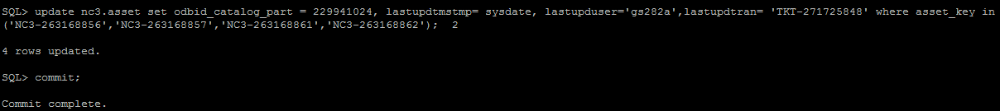 SQL> update nc3.asset set odbid_catalog_part = 229941024, lastupdtmstmp= sysdate, lastupduser='gs282a',lastupdtran= 'TKT-271725848' where asset_key in
('NC3-263168856','NC3-263168857','NC3-263168861','NC3-263168862');  2
4 rows updated.
SQL> commit;
Commit complete.